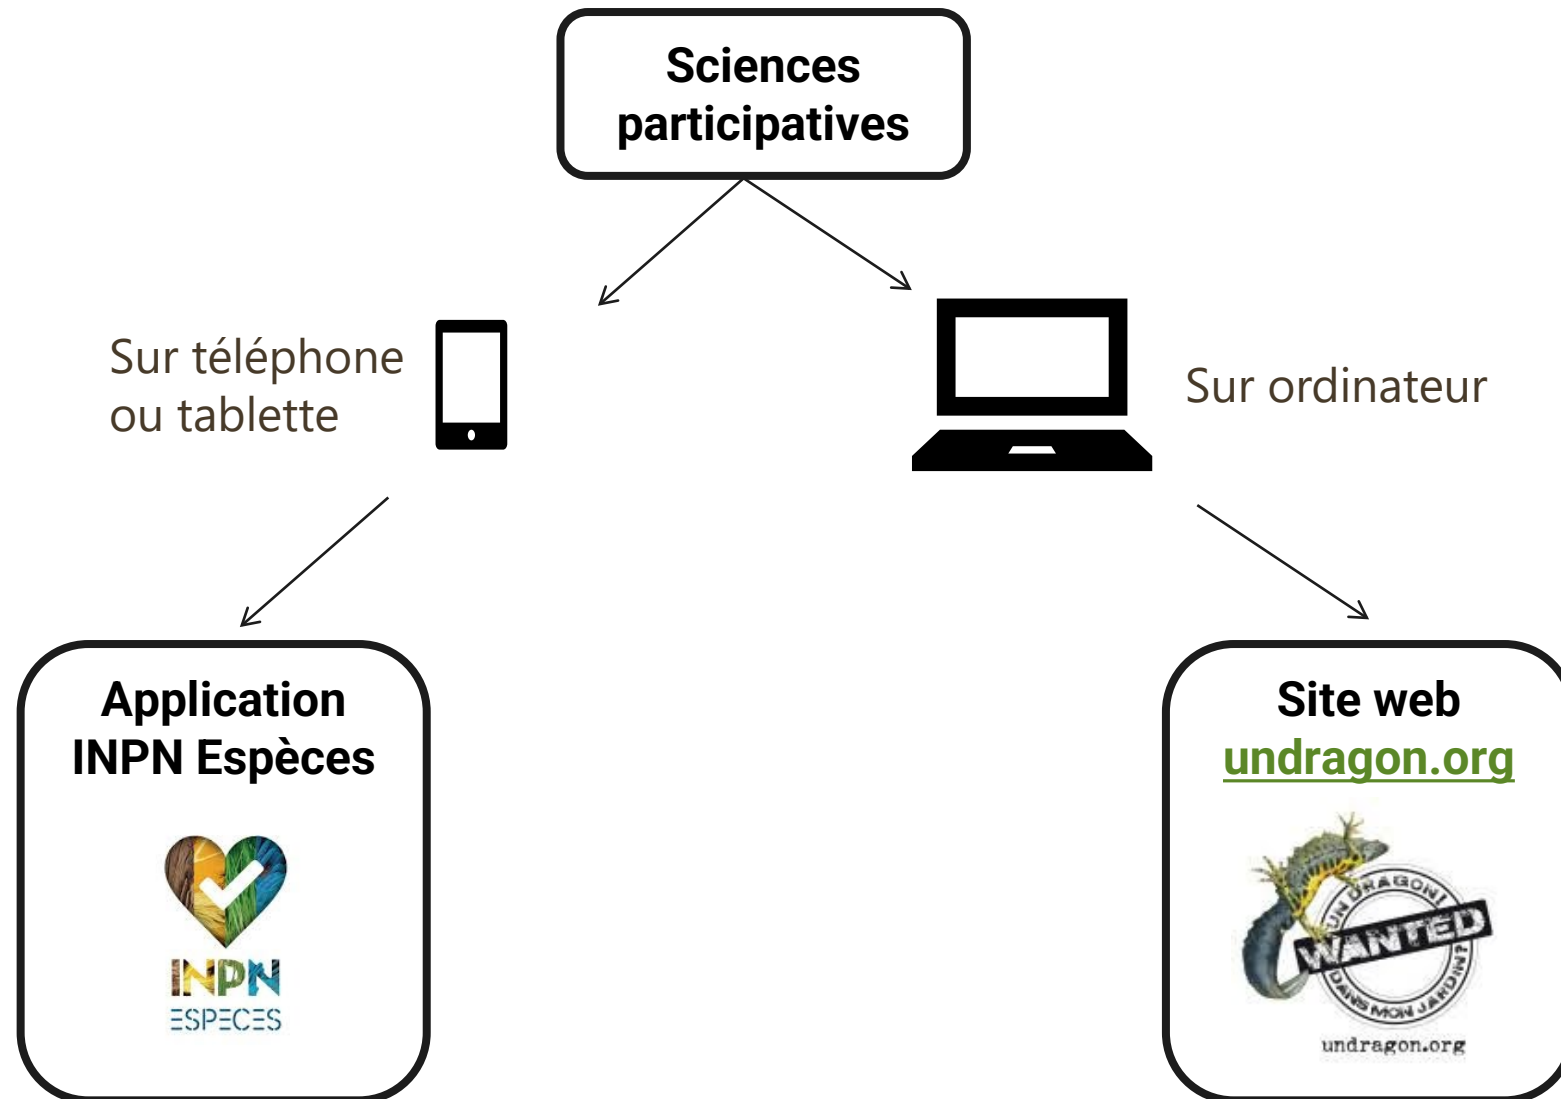 Sciences
participatives
Sur téléphone
ou tablette
Sur ordinateur
Application
INPN Espèces
INPN
ESPECES
Site web
undragon.org
UN DRAGON!
WANTED
DANS MON JARDIN?
undragon.org